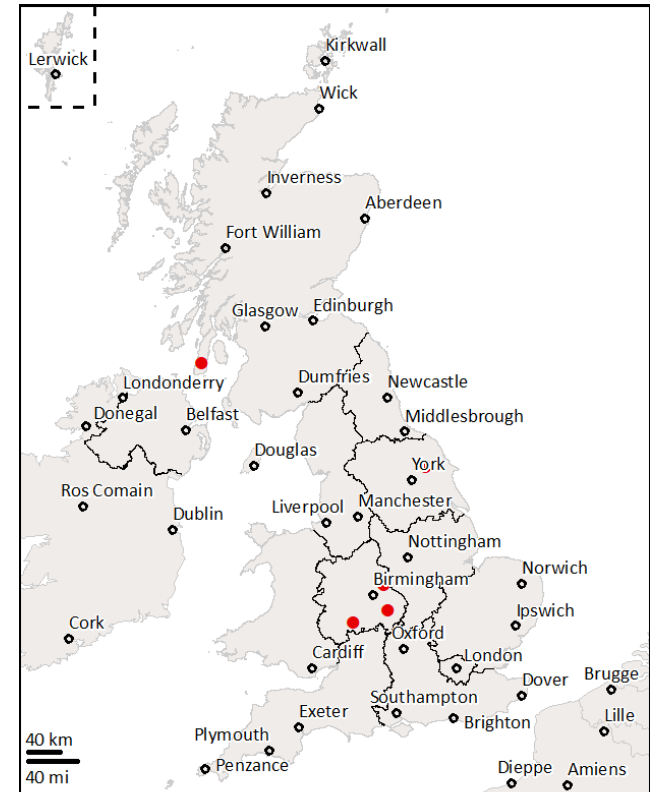 Kirkwall
Lerwick
Wick
Inverness
Aberdeen
Fort William
Glasgow
Edinburgh
Londonderry
Dumfries
Newcastle
Donegal
Belfast
Middlesbrough
Douglas
York
Ros Comain
Liverpool
Manchester
Dublin
Nottingham
Birmingham
Norwich
Ipswich
Cork
Oxford
Cardiff
London
Dover
Brugge
Southampton
Exeter
Brighton
Lille
Plymouth
Penzance
40 km
40 mi
Dieppe
Amiens